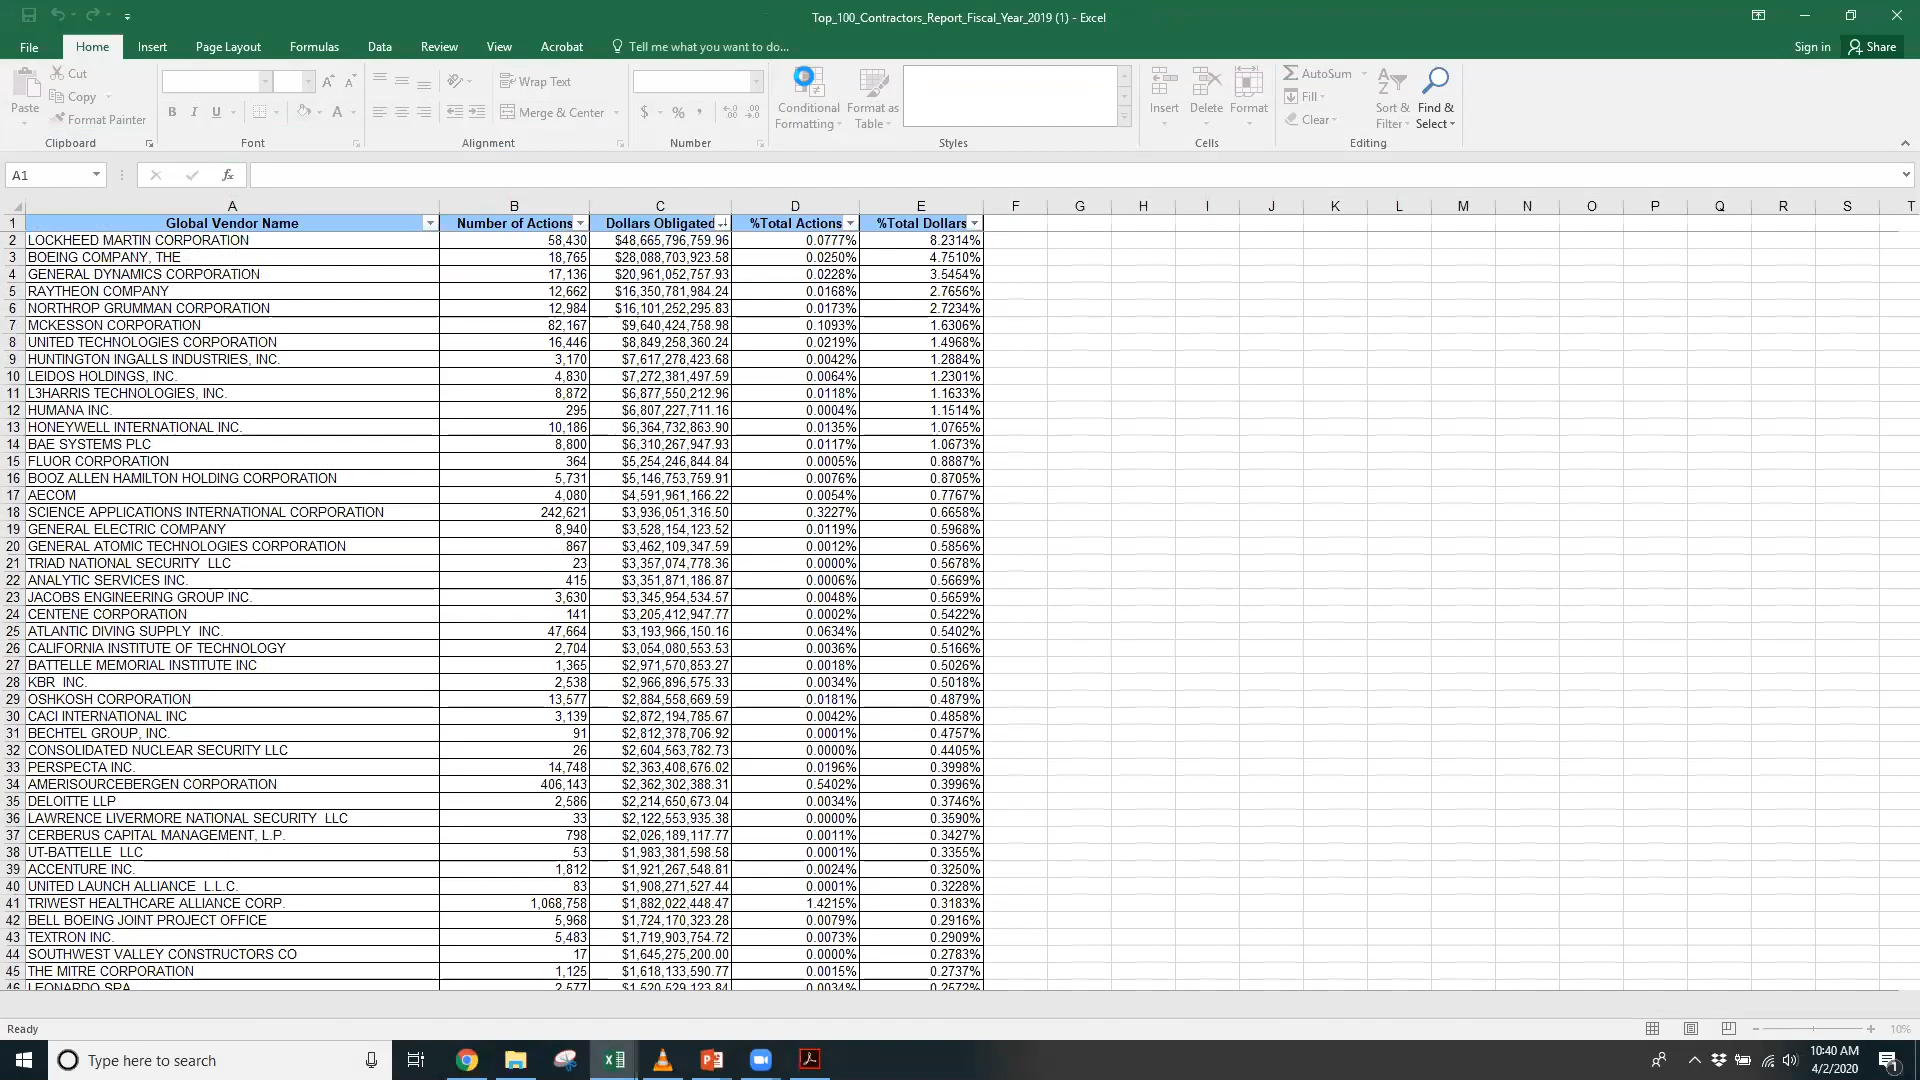 Top_100_Contractors_Report_Fiscal_Year_2019 (1) - Excel
File Home Insert Page Layout Formulas Data Review View Acrobat Tell me what you want to do... Sign in Share
Paste Cut Copy Format Painter
Clipboard
B I U A
Font
Wrap Text
Merge & Center
Alignment
$ % ,
Number
Conditional Formatting
Format as Table
Styles
Insert Delete Format
Cells
AutoSum
Fill
Clear
Sort & Filter
Find & Select
Editing
A1 fx
A B C D E F G H I J K L M N O P Q R S T
1 Global Vendor Name Number of Actions Dollars Obligated %Total Actions %Total Dollars
2 LOCKHEED MARTIN CORPORATION 58,430 $48,665,796,759.96 0.0777% 8.2314%
3 BOEING COMPANY, THE 18,765 $28,088,703,923.58 0.0250% 4.7510%
4 GENERAL DYNAMICS CORPORATION 17,136 $20,961,052,757.93 0.0228% 3.5454%
5 RAYTHEON COMPANY 12,662 $16,350,781,984.24 0.0168% 2.7656%
6 NORTHROP GRUMMAN CORPORATION 12,984 $16,101,252,295.83 0.0173% 2.7234%
7 MCKESSON CORPORATION 82,167 $9,640,424,758.98 0.1093% 1.6306%
8 UNITED TECHNOLOGIES CORPORATION 16,446 $8,849,258,360.24 0.0219% 1.4968%
9 HUNTINGTON INGALLS INDUSTRIES, INC. 3,170 $7,617,278,423.68 0.0042% 1.2884%
10 LEIDOS HOLDINGS, INC. 4,830 $7,272,381,497.59 0.0064% 1.2301%
11 L3HARRIS TECHNOLOGIES, INC. 8,872 $6,877,550,212.96 0.0118% 1.1633%
12 HUMANA INC. 295 $6,807,227,711.16 0.0004% 1.1514%
13 HONEYWELL INTERNATIONAL INC. 10,186 $6,364,732,863.90 0.0135% 1.0765%
14 BAE SYSTEMS PLC 8,800 $6,310,267,947.93 0.0117% 1.0673%
15 FLUOR CORPORATION 364 $5,254,246,844.84 0.0005% 0.8887%
16 BOOZ ALLEN HAMILTON HOLDING CORPORATION 5,731 $5,146,753,759.91 0.0076% 0.8705%
17 AECOM 4,080 $4,591,961,166.22 0.0054% 0.7767%
18 SCIENCE APPLICATIONS INTERNATIONAL CORPORATION 242,621 $3,936,051,316.50 0.3227% 0.6658%
19 GENERAL ELECTRIC COMPANY 8,940 $3,528,154,123.52 0.0119% 0.5968%
20 GENERAL ATOMIC TECHNOLOGIES CORPORATION 867 $3,462,109,347.59 0.0012% 0.5856%
21 TRIAD NATIONAL SECURITY  LLC 23 $3,357,074,778.36 0.0000% 0.5678%
22 ANALYTIC SERVICES INC. 415 $3,351,871,186.87 0.0006% 0.5669%
23 JACOBS ENGINEERING GROUP INC. 3,630 $3,345,954,534.57 0.0048% 0.5659%
24 CENTENE CORPORATION 141 $3,205,412,947.77 0.0002% 0.5422%
25 ATLANTIC DIVING SUPPLY  INC. 47,664 $3,193,966,150.16 0.0634% 0.5402%
26 CALIFORNIA INSTITUTE OF TECHNOLOGY 2,704 $3,054,080,553.53 0.0036% 0.5166%
27 BATTELLE MEMORIAL INSTITUTE INC 1,365 $2,971,570,853.27 0.0018% 0.5026%
28 KBR  INC. 2,538 $2,966,896,575.33 0.0034% 0.5018%
29 OSHKOSH CORPORATION 13,577 $2,884,558,669.59 0.0181% 0.4879%
30 CACI INTERNATIONAL INC 3,139 $2,872,194,785.67 0.0042% 0.4858%
31 BECHTEL GROUP, INC. 91 $2,812,378,706.92 0.0001% 0.4757%
32 CONSOLIDATED NUCLEAR SECURITY LLC 26 $2,604,563,782.73 0.0000% 0.4405%
33 PERSPECTA INC. 14,748 $2,363,408,676.02 0.0196% 0.3998%
34 AMERISOURCEBERGEN CORPORATION 406,143 $2,362,302,388.31 0.5402% 0.3996%
35 DELOITTE LLP 2,586 $2,214,650,673.04 0.0034% 0.3746%
36 LAWRENCE LIVERMORE NATIONAL SECURITY  LLC 33 $2,122,553,935.38 0.0000% 0.3590%
37 CERBERUS CAPITAL MANAGEMENT, L.P. 798 $2,026,189,117.77 0.0011% 0.3427%
38 UT-BATTELLE  LLC 53 $1,983,381,598.58 0.0001% 0.3355%
39 ACCENTURE INC. 1,812 $1,921,267,548.81 0.0024% 0.3250%
40 UNITED LAUNCH ALLIANCE  L.L.C. 83 $1,908,271,527.44 0.0001% 0.3228%
41 TRIWEST HEALTHCARE ALLIANCE CORP. 1,068,758 $1,882,022,448.47 1.4215% 0.3183%
42 BELL BOEING JOINT PROJECT OFFICE 5,968 $1,724,170,323.28 0.0079% 0.2916%
43 TEXTRON INC. 5,483 $1,719,903,754.72 0.0073% 0.2909%
44 SOUTHWEST VALLEY CONSTRUCTORS CO 17 $1,645,275,200.00 0.0000% 0.2783%
45 THE MITRE CORPORATION 1,125 $1,618,133,590.77 0.0015% 0.2737%
46 LEONARDO SPA 2,577 $1,520,529,123.84 0.0034% 0.2572%
Ready 10%
Type here to search
10:40 AM
4/2/2020
1